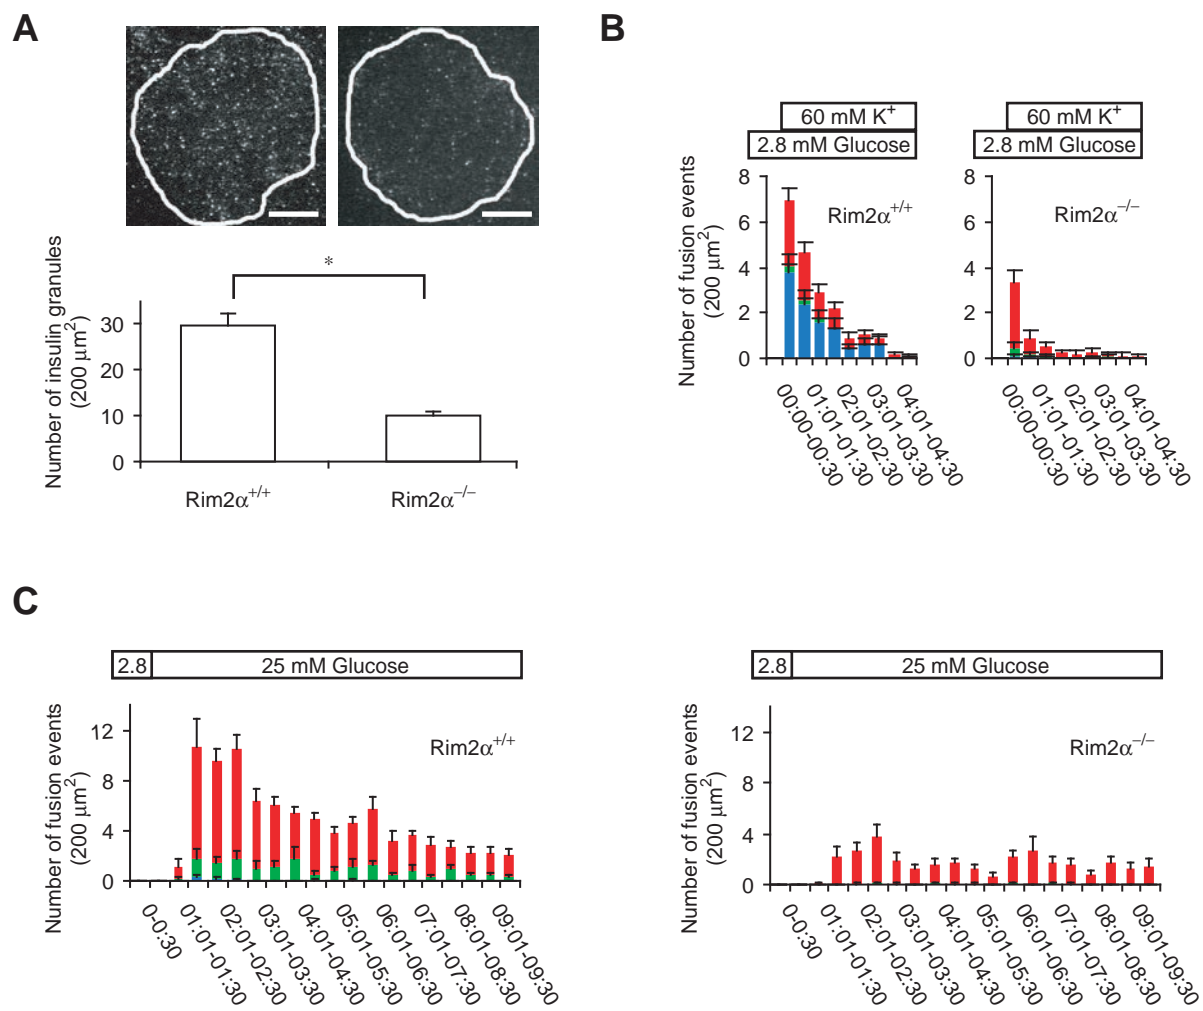 A
Number of insulin granules
(200 μm²)
*
30
20
10
0
Rim2α⁺/⁺
Rim2α⁻/⁻
B
60 mM K⁺
2.8 mM Glucose
Number of fusion events
(200 μm²)
8
6
4
2
0
Rim2α⁺/⁺
00:00-00:30
01:01-01:30
02:01-02:30
03:01-03:30
04:01-04:30
60 mM K⁺
2.8 mM Glucose
8
6
4
2
0
Rim2α⁻/⁻
00:00-00:30
01:01-01:30
02:01-02:30
03:01-03:30
04:01-04:30
C
2.8
25 mM Glucose
Number of fusion events
(200 μm²)
12
8
4
0
Rim2α⁺/⁺
0-0:30
01:01-01:30
02:01-02:30
03:01-03:30
04:01-04:30
05:01-05:30
06:01-06:30
07:01-07:30
08:01-08:30
09:01-09:30
2.8
25 mM Glucose
Number of fusion events
(200 μm²)
12
8
4
0
Rim2α⁻/⁻
0-0:30
01:01-01:30
02:01-02:30
03:01-03:30
04:01-04:30
05:01-05:30
06:01-06:30
07:01-07:30
08:01-08:30
09:01-09:30